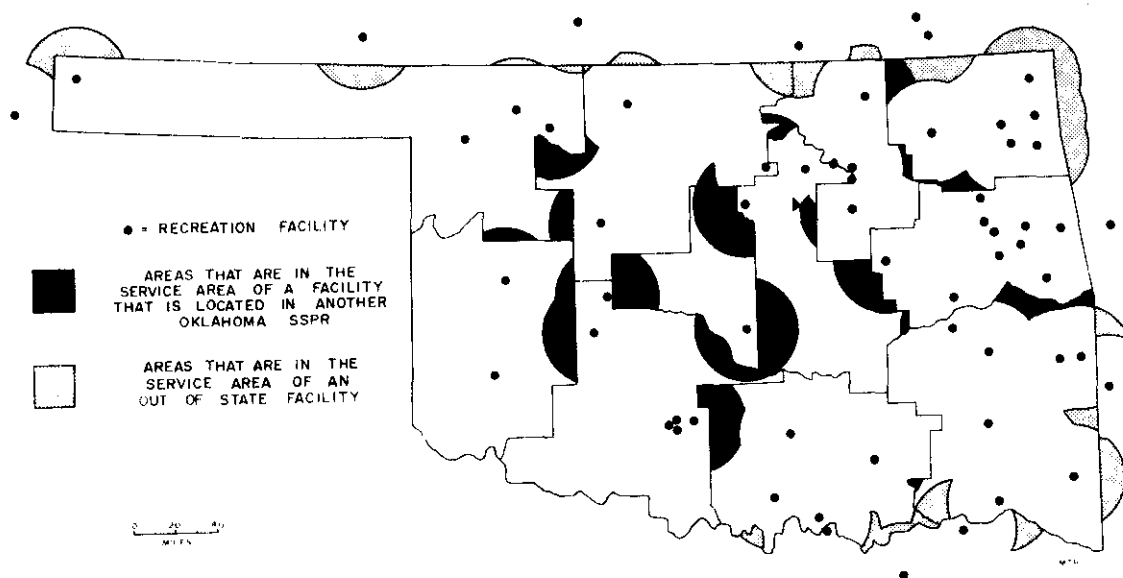 ● = RECREATION FACILITY
AREAS THAT ARE IN THE
SERVICE AREA OF A FACILITY
THAT IS LOCATED IN ANOTHER
OKLAHOMA SSPR
AREAS THAT ARE IN THE
SERVICE AREA OF AN
OUT OF STATE FACILITY
0 20 40
MILES